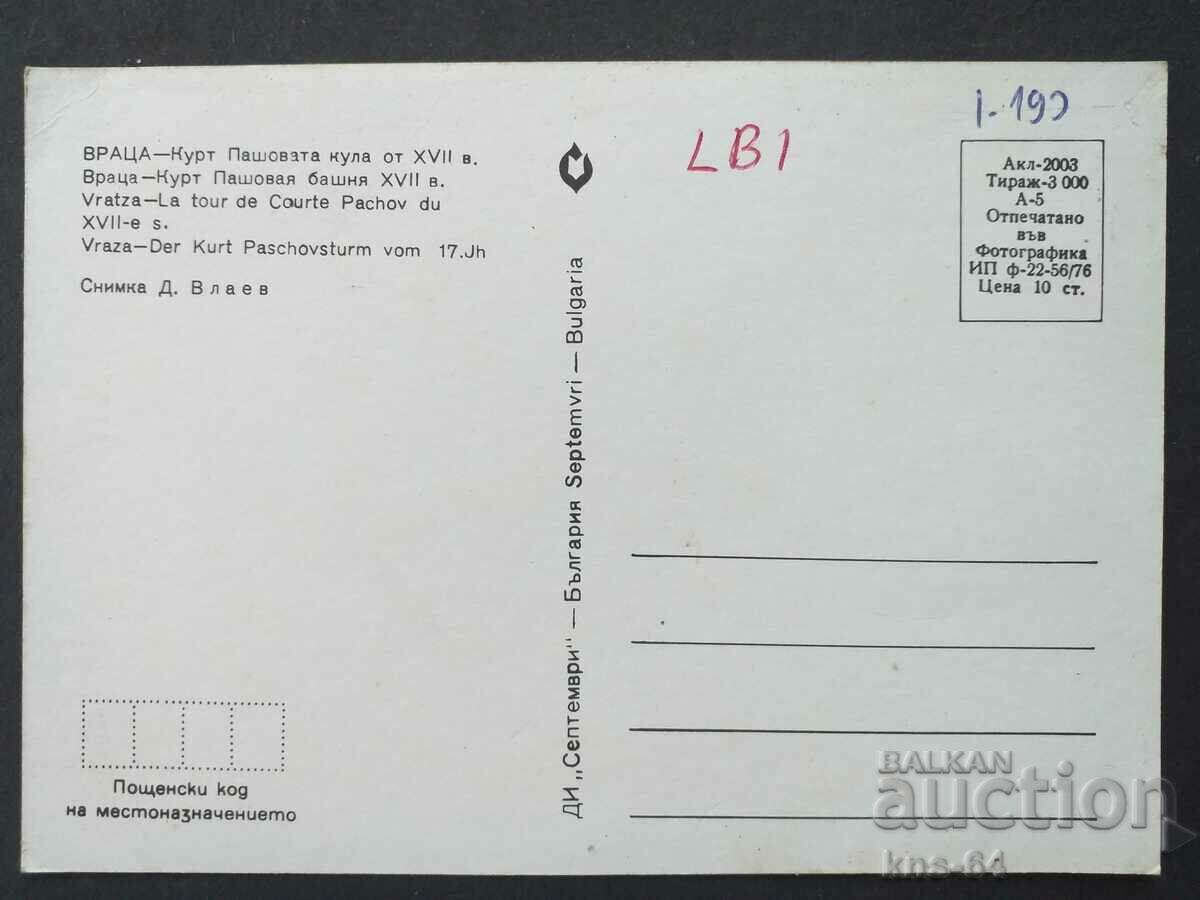 ВРАЦА—Курт Пашовата кула от XVII в.
Враца—Курт Пашовая башня XVII в.
Vratza—La tour de Courte Pachov du
XVII-e s.
Vraza—Der Kurt Paschovsturm vom 17.Jh
Снимка Д. Влаев
Пощенски код
на местоназначението
ДИ „Септември" — България Septemvri — Bulgaria
LB1
Акл-2003
Тираж-3 000
А-5
Отпечатано
във
Фотографика
ИП ф-22-56/76
Цена 10 ст.
BALKAN
auction
kns-64